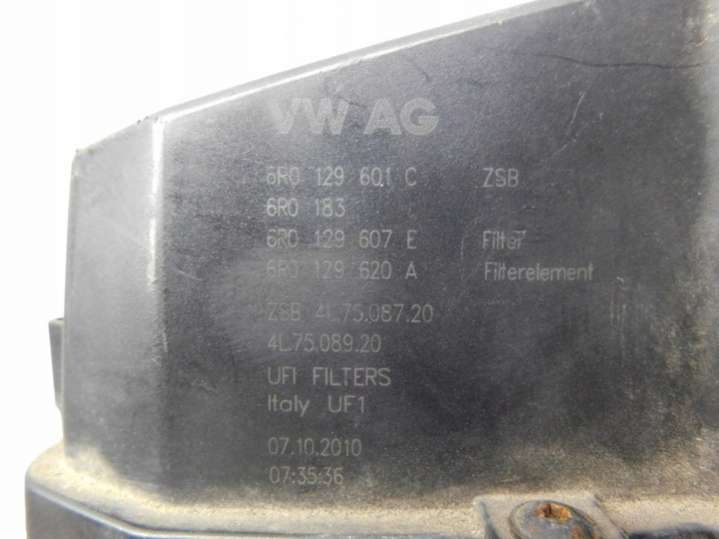 VW AG
6R0 129 601 C ZSB
6R0 183
6R0 129 607 E Filter
6R0 129 620 A Filterelement
ZSB 4L.75.087.20
4L.75.089.20
UFI FILTERS
Italy UF1
07.10.2010
07:35:36